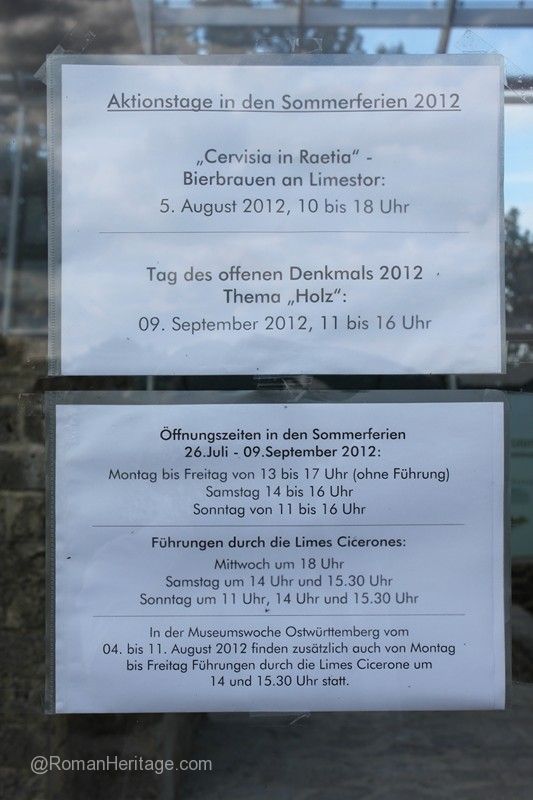 Aktionstage in den Sommerferien 2012
„Cervisia in Raetia“ -
Bierbrauen an Limestor:
5. August 2012, 10 bis 18 Uhr
Tag des offenen Denkmals 2012
Thema „Holz“:
09. September 2012, 11 bis 16 Uhr
Öffnungszeiten in den Sommerferien
26.Juli - 09.September 2012:
Montag bis Freitag von 13 bis 17 Uhr (ohne Führung)
Samstag 14 bis 16 Uhr
Sonntag von 11 bis 16 Uhr
Führungen durch die Limes Cicerones:
Mittwoch um 18 Uhr
Samstag um 14 Uhr und 15.30 Uhr
Sonntag um 11 Uhr, 14 Uhr und 15.30 Uhr
In der Museumswoche Ostwürttemberg vom
04. bis 11. August 2012 finden zusätzlich auch von Montag
bis Freitag Führungen durch die Limes Cicerone um
14 und 15.30 Uhr statt.
@RomanHeritage.com